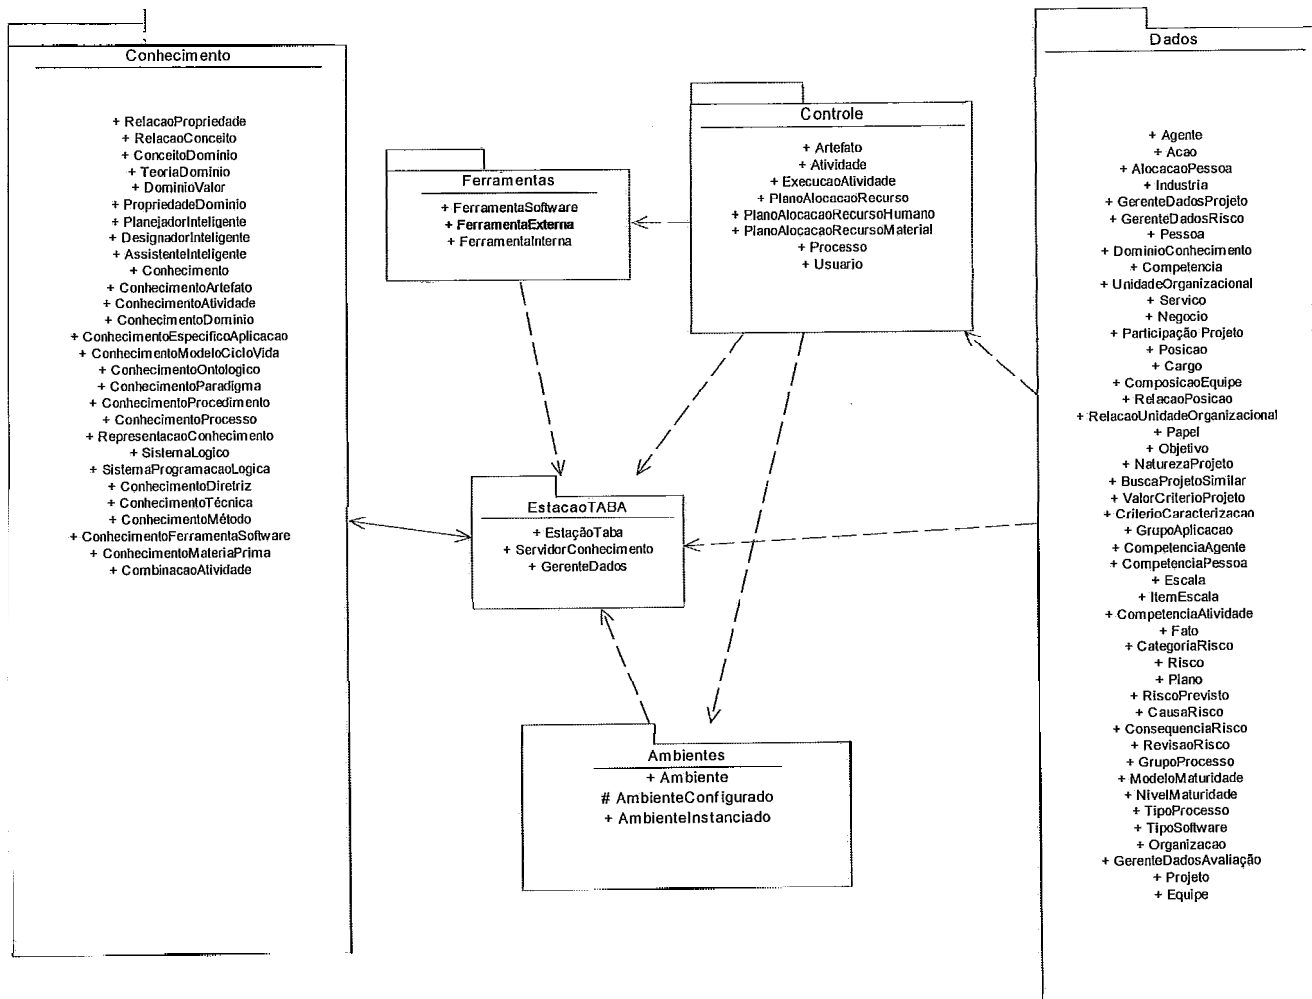 Conhecimento
+ RelacaoPropriedade
+ RelacaoConceito
+ ConceitoDominio
+ TeoriaDominio
+ DominioValor
+ PropriedadeDominio
+ PlanejadorInteligente
+ DesignadorInteligente
+ AssistenteInteligente
+ Conhecimento
+ ConhecimentoArtefato
+ ConhecimentoAtividade
+ ConhecimentoDominio
+ ConhecimentoEspecificoAplicacao
+ ConhecimentoModeloCicloVida
+ ConhecimentoOntologico
+ ConhecimentoParadigma
+ ConhecimentoProcedimento
+ ConhecimentoProcesso
+ RepresentacaoConhecimento
+ SistemaLogico
+ SistemaProgramacaoLogica
+ ConhecimentoDiretriz
+ ConhecimentoTécnica
+ ConhecimentoMétodo
+ ConhecimentoFerramentaSoftware
+ ConhecimentoMateriaPrima
+ CombinacaoAtividade
Ferramentas
+ FerramentaSoftware
+ FerramentaExterna
+ FerramentaInterna
Controle
+ Artefato
+ Atividade
+ ExecucaoAtividade
+ PlanoAlocacaoRecurso
+ PlanoAlocacaoRecursoHumano
+ PlanoAlocacaoRecursoMaterial
+ Processo
+ Usuario
EstacaoTABA
+ EstaçãoTaba
+ ServidorConhecimento
+ GerenteDados
Ambientes
+ Ambiente
# AmbienteConfigurado
+ AmbienteInstanciado
Dados
+ Agente
+ Acao
+ AlocacaoPessoa
+ Industria
+ GerenteDadosProjeto
+ GerenteDadosRisco
+ Pessoa
+ DominioConhecimento
+ Competencia
+ UnidadeOrganizacional
+ Servico
+ Negocio
+ Participação Projeto
+ Posicao
+ Cargo
+ ComposicaoEquipe
+ RelacaoPosicao
+ RelacaoUnidadeOrganizacional
+ Papel
+ Objetivo
+ NaturezaProjeto
+ BuscaProjetoSimilar
+ ValorCriterioProjeto
+ CriterioCaracterizacao
+ GrupoAplicacao
+ CompetenciaAgente
+ CompetenciaPessoa
+ Escala
+ ItemEscala
+ CompetenciaAtividade
+ Fato
+ CategoriaRisco
+ Risco
+ Plano
+ RiscoPrevisto
+ CausaRisco
+ ConsequenciaRisco
+ RevisaoRisco
+ GrupoProcesso
+ ModeloMaturidade
+ NivelMaturidade
+ TipoProcesso
+ TipoSoftware
+ Organizacao
+ GerenteDadosAvaliação
+ Projeto
+ Equipe